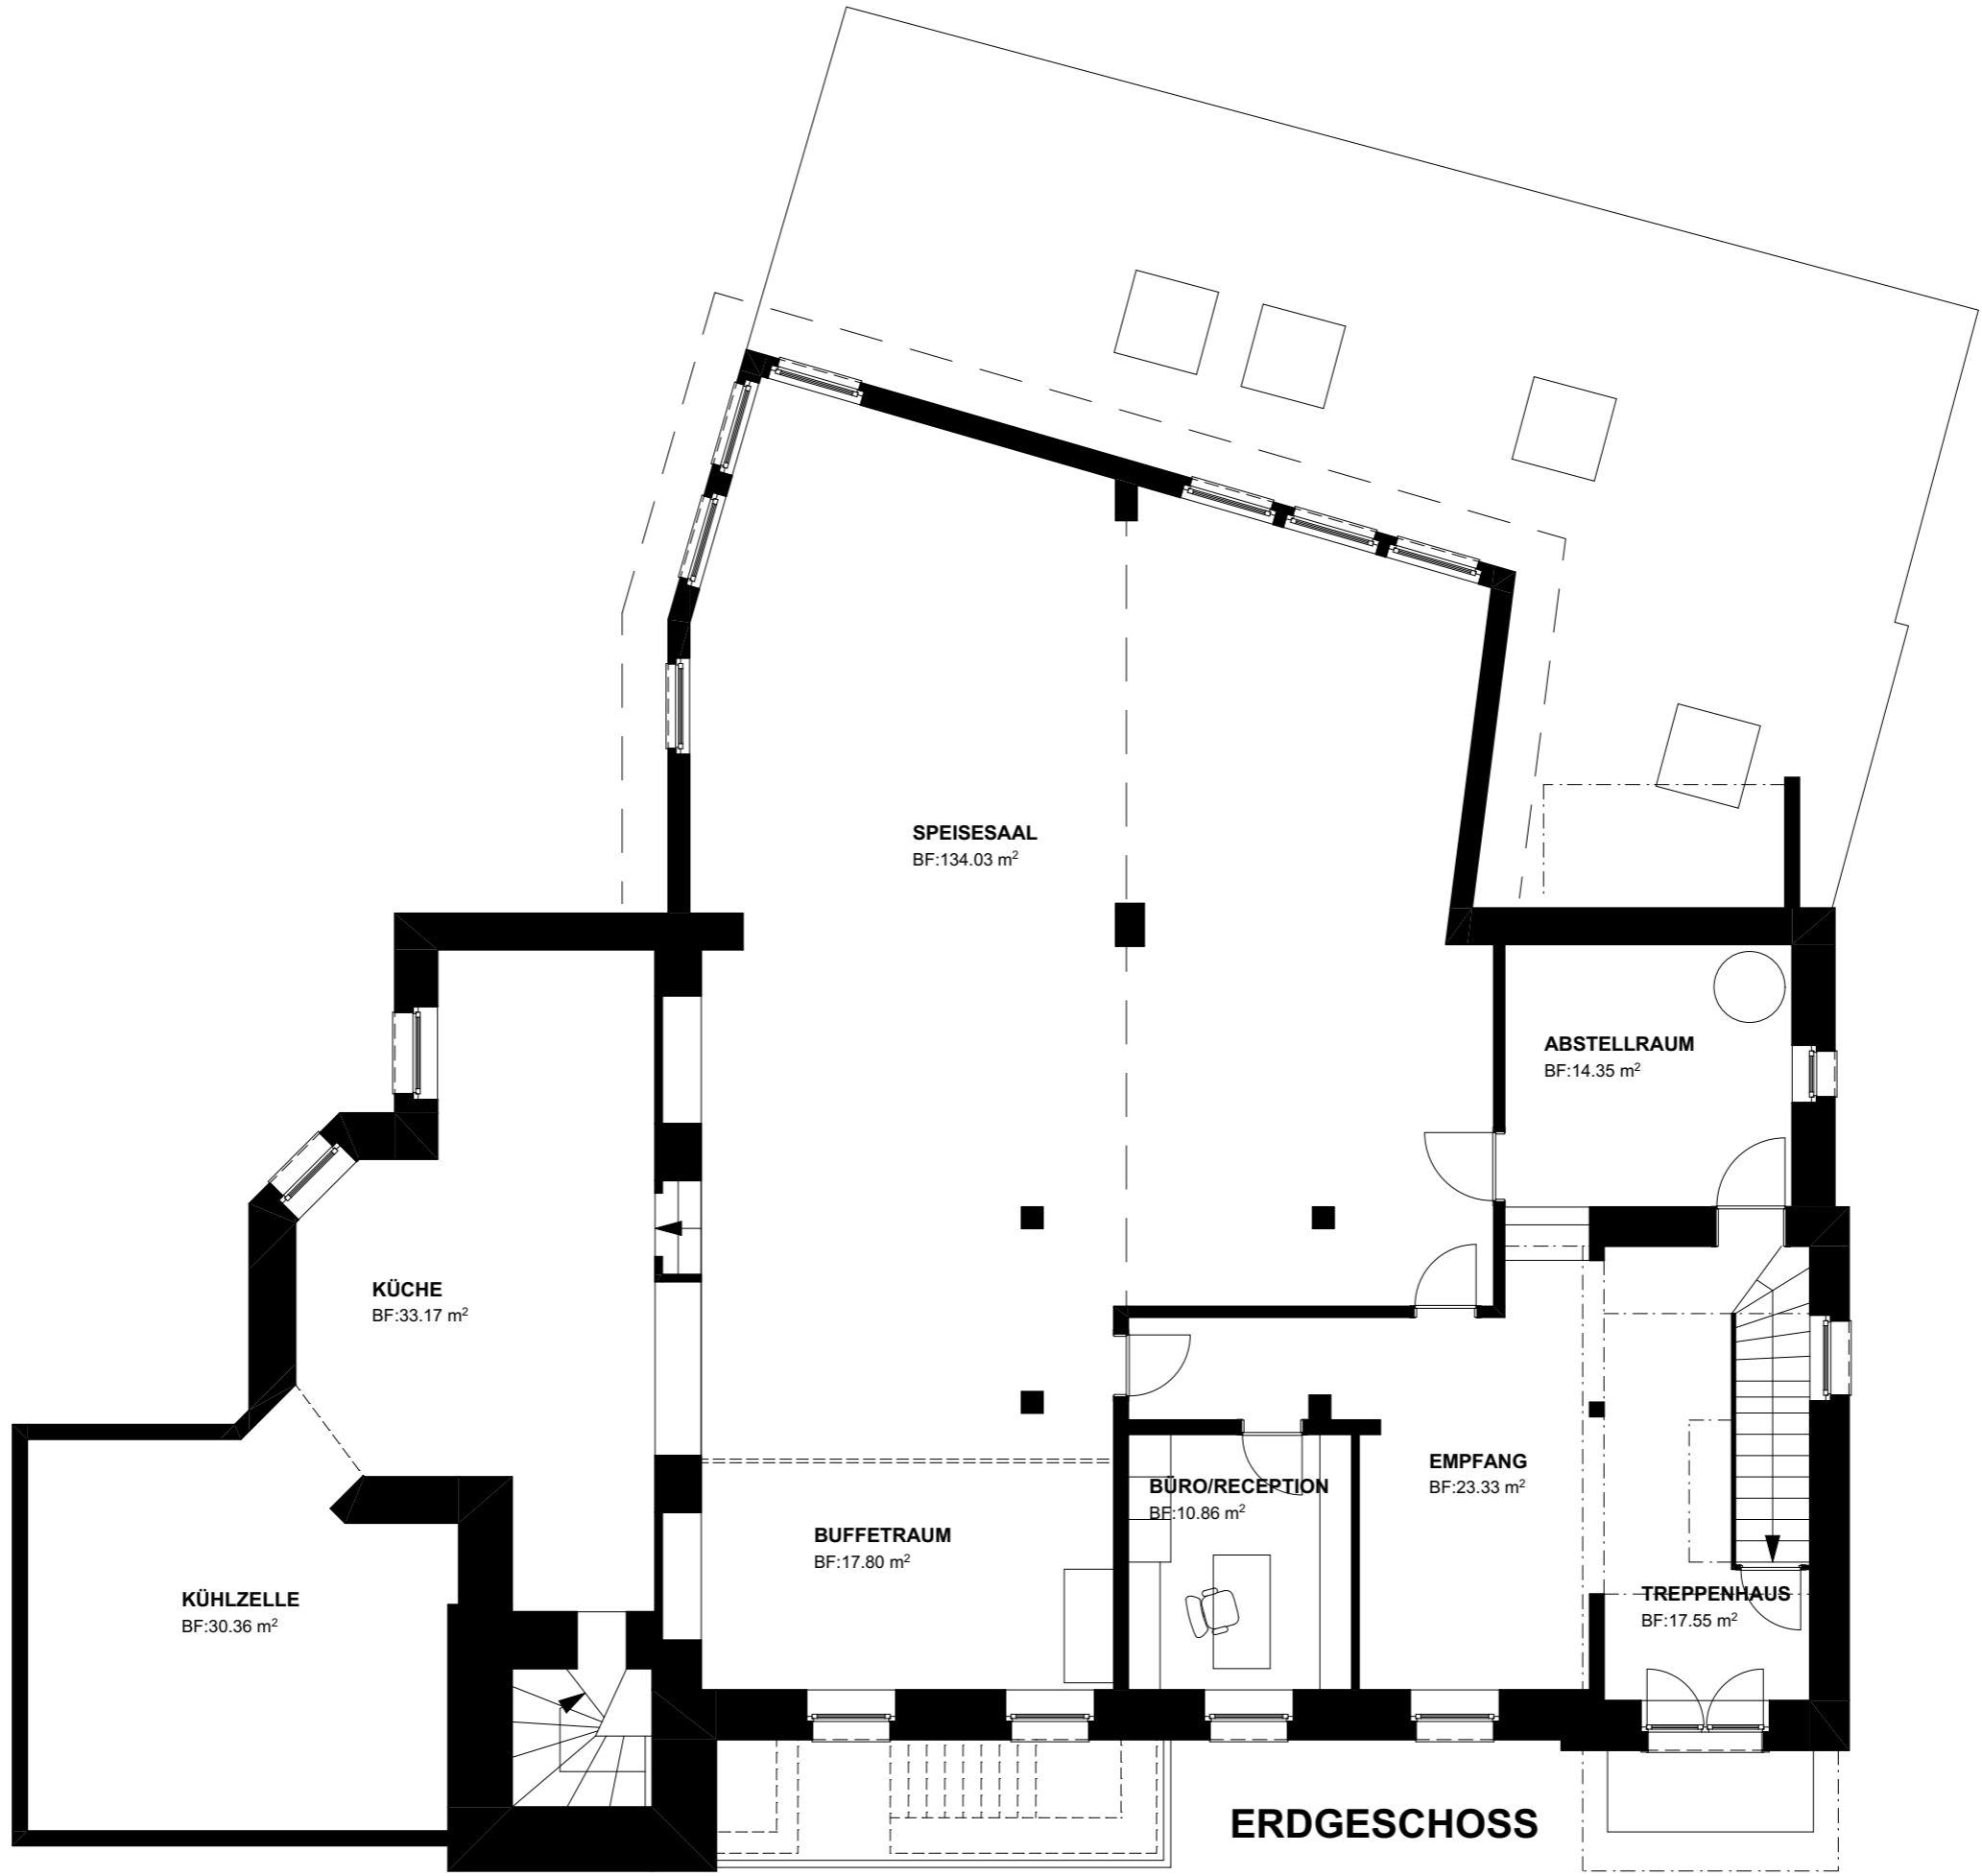 SPEISESAAL
BF:134.03 m²
ABSTELLRAUM
BF:14.35 m²
KÜCHE
BF:33.17 m²
EMPFANG
BF:23.33 m²
BÜRO/RECEPTION
BF:10.86 m²
BUFFETRAUM
BF:17.80 m²
KÜHLZELLE
BF:30.36 m²
TREPPENHAUS
BF:17.55 m²
ERDGESCHOSS